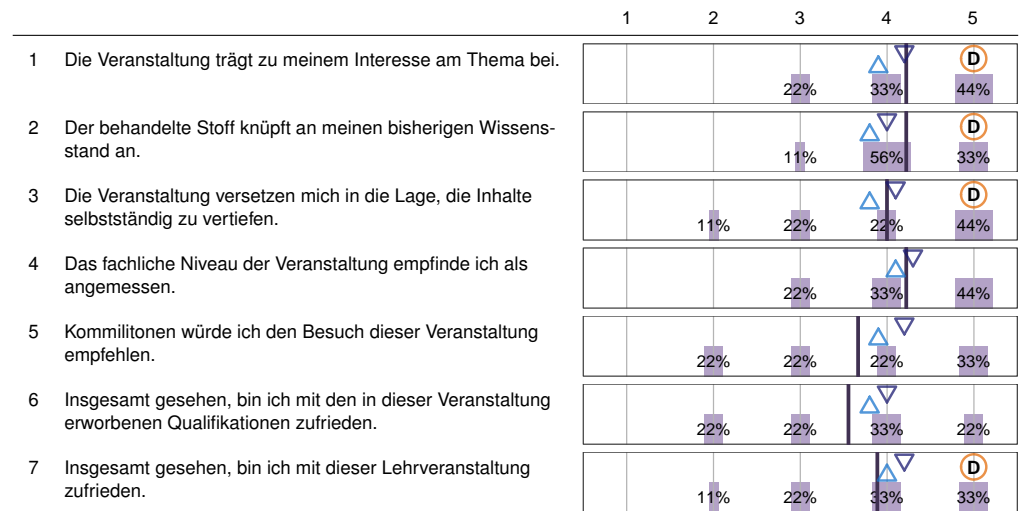 1 2 3 4 5
1 Die Veranstaltung trägt zu meinem Interesse am Thema bei.
D
22% 33% 44%
2 Der behandelte Stoff knüpft an meinen bisherigen Wissens-
stand an.
D
11% 56% 33%
3 Die Veranstaltung versetzen mich in die Lage, die Inhalte
selbstständig zu vertiefen.
D
11% 22% 22% 44%
4 Das fachliche Niveau der Veranstaltung empfinde ich als
angemessen.
22% 33% 44%
5 Kommilitonen würde ich den Besuch dieser Veranstaltung
empfehlen.
22% 22% 22% 33%
6 Insgesamt gesehen, bin ich mit den in dieser Veranstaltung
erworbenen Qualifikationen zufrieden.
22% 22% 33% 22%
7 Insgesamt gesehen, bin ich mit dieser Lehrveranstaltung
zufrieden.
D
11% 22% 33% 33%